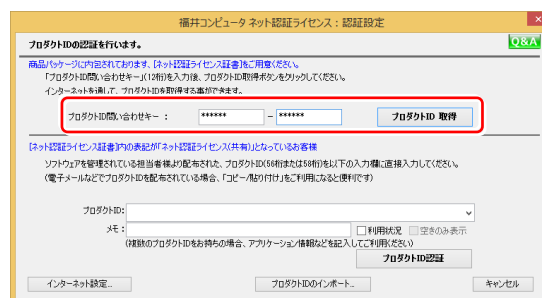 福井コンピュータ ネット認証ライセンス：認証設定
×
プロダクトIDの認証を行います。
Q&A
商品パッケージに内包されております、[ネット認証ライセンス証書]をご用意ください。
「プロダクトID問い合わせキー」(12桁)を入力後、プロダクトID取得ボタンをクリックしてください。
インターネットを通して、プロダクトIDを取得する事ができます。
プロダクトID問い合わせキー ： ****** － ****** プロダクトID 取得
[ネット認証ライセンス証書]内の表記が「ネット認証ライセンス(共有)」となっているお客様
ソフトウェアを管理されている担当者様より配布された、プロダクトID(56桁または58桁)を以下の入力欄に直接入力してください。
(電子メールなどでプロダクトIDを配布されている場合、「コピー/貼り付け」をご利用になると便利です)
プロダクトID:
メモ： 利用状況 空きのみ表示
(複数のプロダクトIDをお持ちの場合、アプリケーション情報などを記入してご利用ください)
プロダクトID認証
インターネット設定... プロダクトIDのインポート... キャンセル